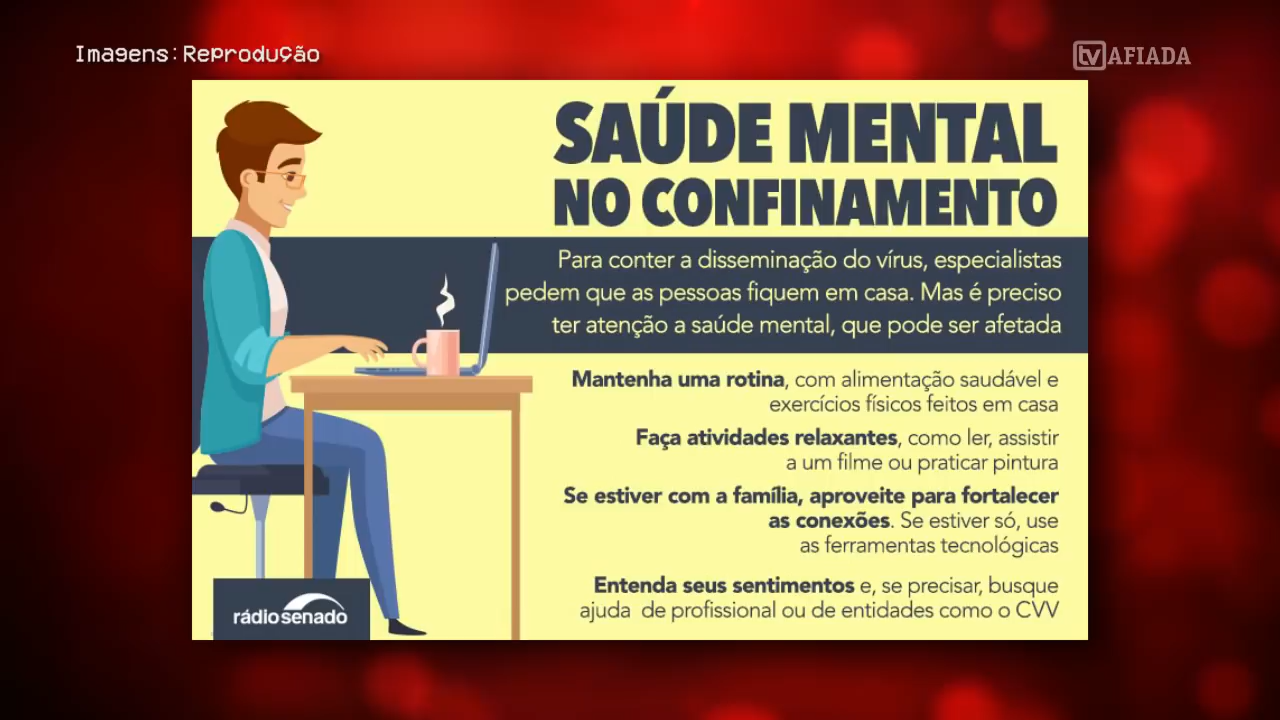 Imagens: Reprodução
tv AFIADA
SAÚDE MENTAL
NO CONFINAMENTO
Para conter a disseminação do vírus, especialistas
pedem que as pessoas fiquem em casa. Mas é preciso
ter atenção a saúde mental, que pode ser afetada
Mantenha uma rotina, com alimentação saudável e
exercícios físicos feitos em casa
Faça atividades relaxantes, como ler, assistir
a um filme ou praticar pintura
Se estiver com a família, aproveite para fortalecer
as conexões. Se estiver só, use
as ferramentas tecnológicas
Entenda seus sentimentos e, se precisar, busque
ajuda de profissional ou de entidades como o CVV
rádiosenado